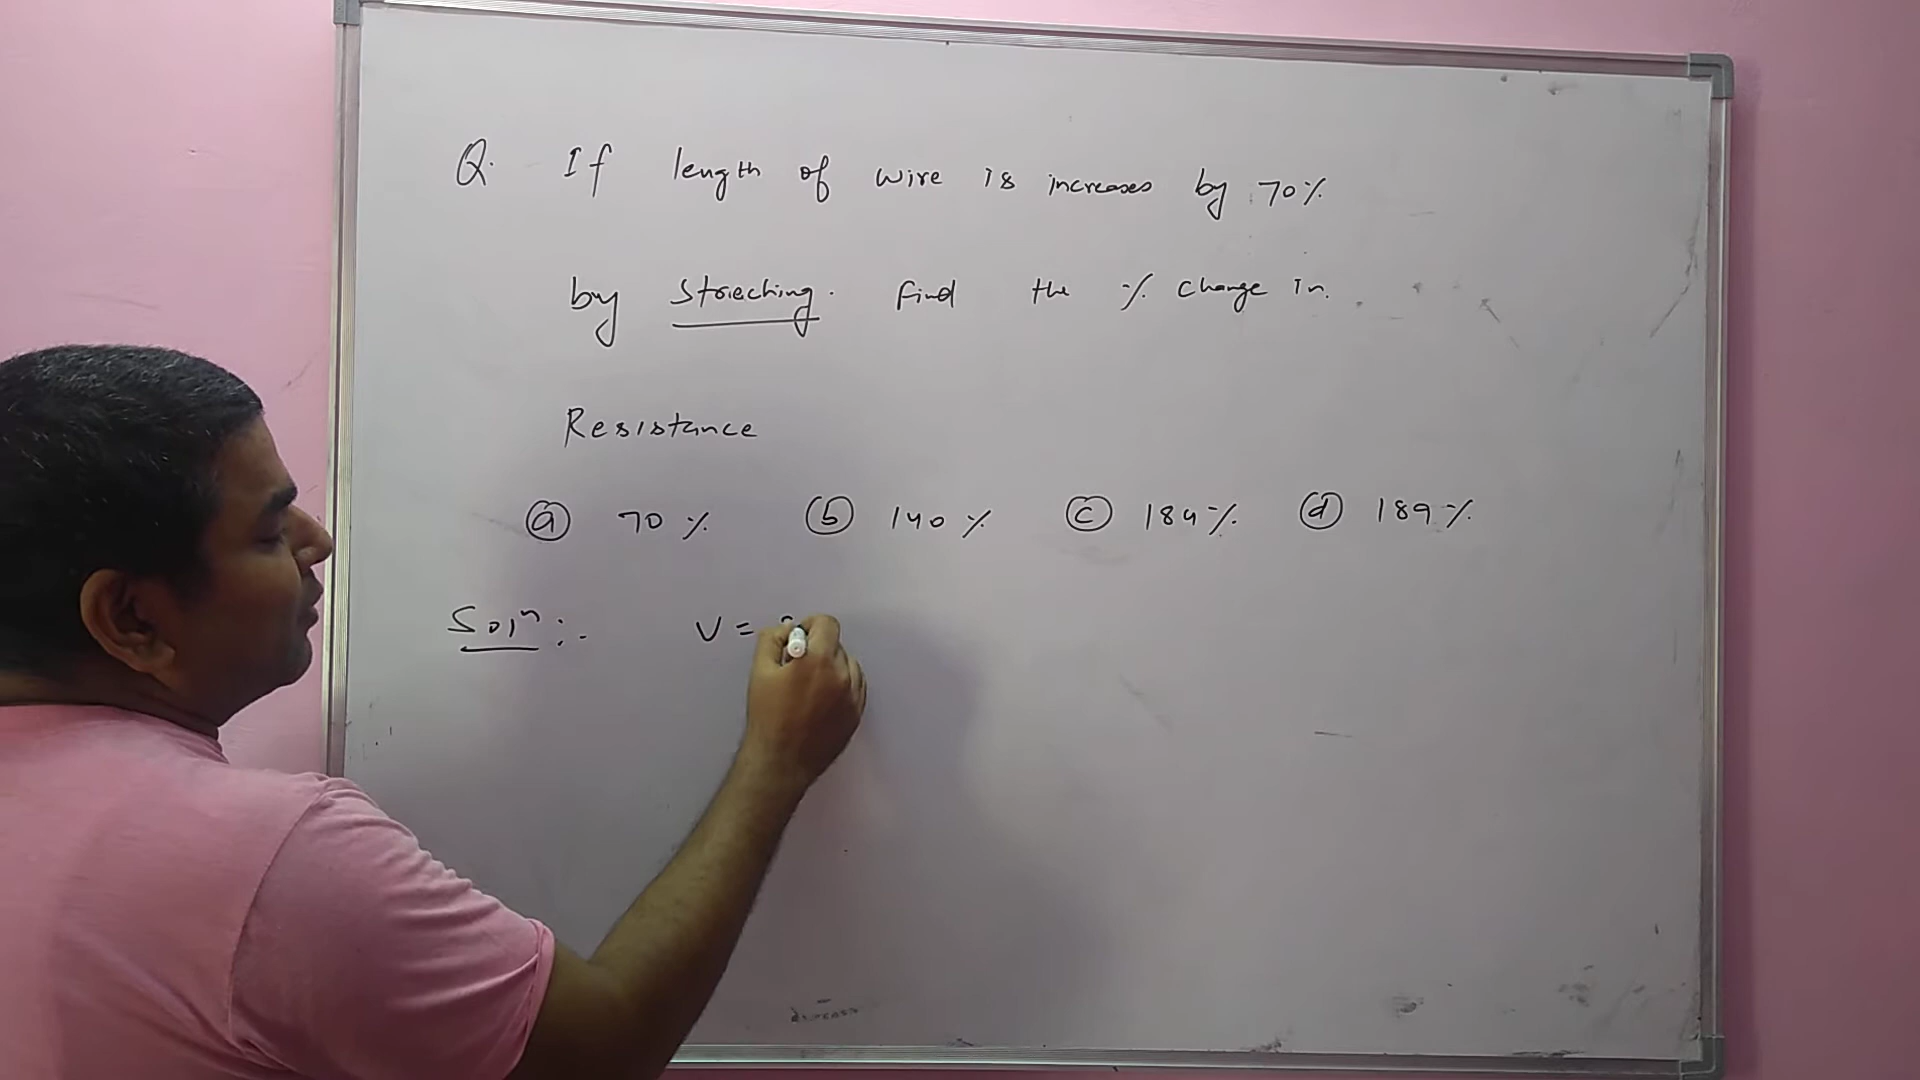 Q. If length of wire is increases by 70%
by Streching. find the % change in.
Resistance
(a) 70% (b) 140% (c) 184% (d) 189%
Solⁿ :- V =